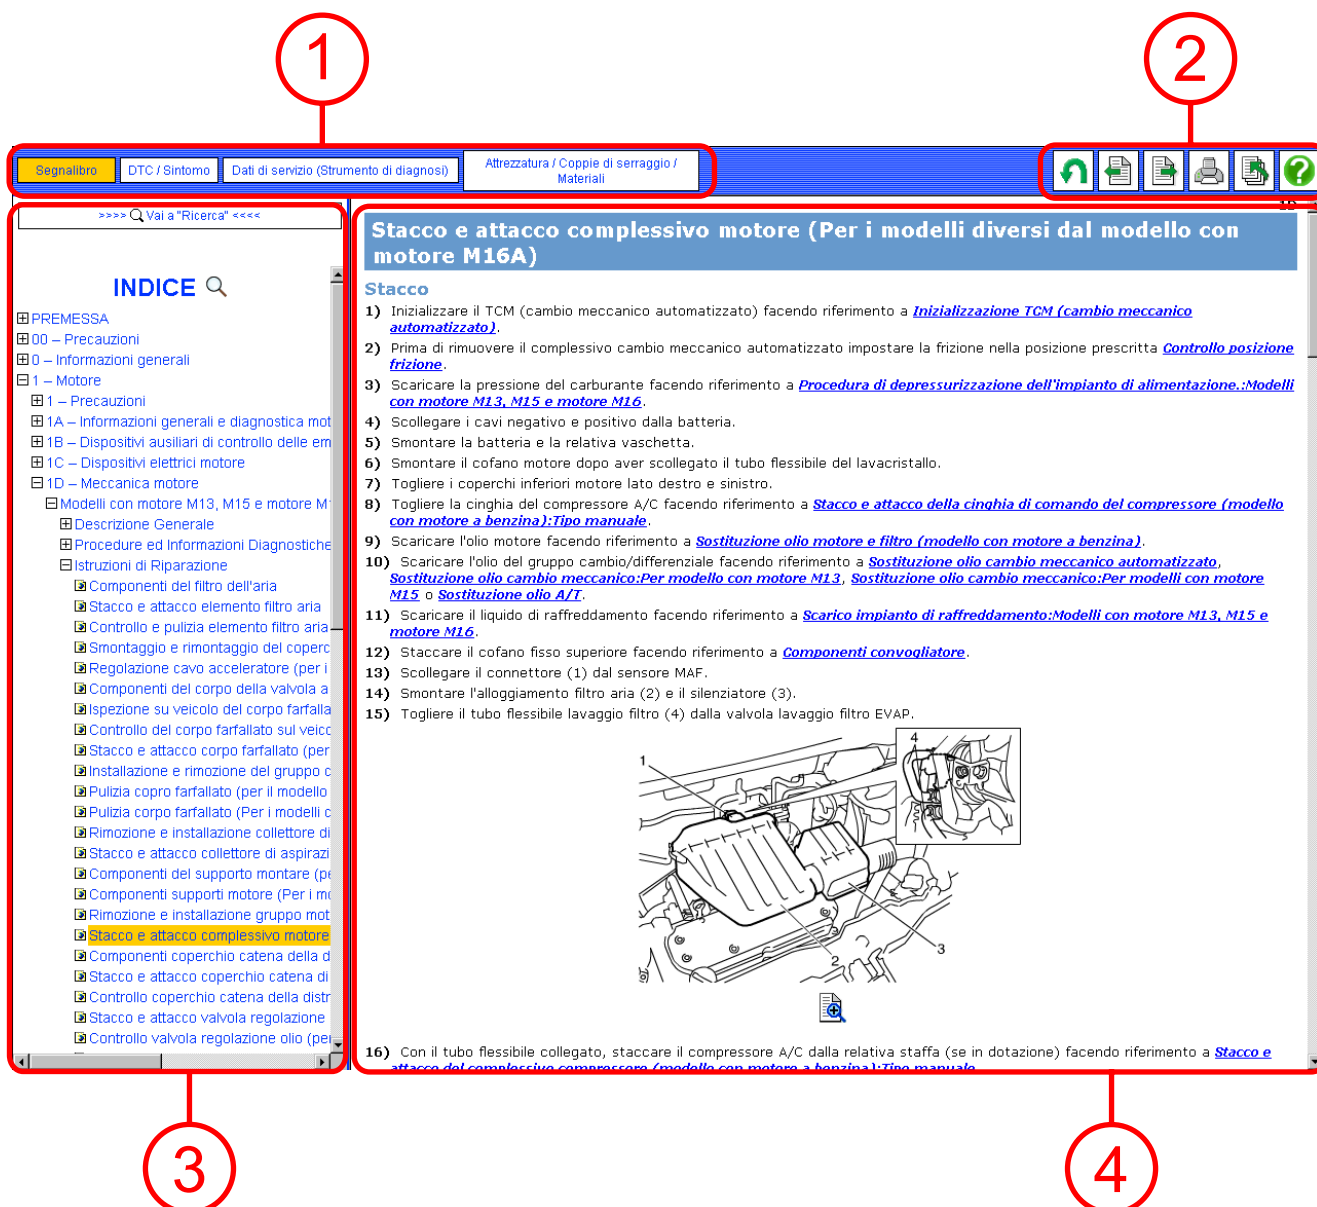 1
2
Segnalibro
DTC / Sintomo
Dati di servizio (Strumento di diagnosi)
Attrezzatura / Coppie di serraggio /
Materiali
>>>> Vai a "Ricerca" <<<<
INDICE
PREMESSA
00 – Precauzioni
0 – Informazioni generali
1 – Motore
1 – Precauzioni
1A – Informazioni generali e diagnostica mot
1B – Dispositivi ausiliari di controllo delle em
1C – Dispositivi elettrici motore
1D – Meccanica motore
Modelli con motore M13, M15 e motore M1
Descrizione Generale
Procedure ed Informazioni Diagnostiche
Istruzioni di Riparazione
Componenti del filtro dell'aria
Stacco e attacco elemento filtro aria
Controllo e pulizia elemento filtro aria
Smontaggio e rimontaggio del coperc
Regolazione cavo acceleratore (per i
Componenti del corpo della valvola a
Ispezione su veicolo del corpo farfalla
Controllo del corpo farfallato sul veico
Stacco e attacco corpo farfallato (per
Installazione e rimozione del gruppo c
Pulizia copro farfallato (per il modello
Pulizia corpo farfallato (Per i modelli c
Rimozione e installazione collettore di
Stacco e attacco collettore di aspirazi
Componenti del supporto montare (pe
Componenti supporti motore (Per i mo
Rimozione e installazione gruppo mot
Stacco e attacco complessivo motore
Componenti coperchio catena della d
Stacco e attacco coperchio catena di
Controllo coperchio catena della distr
Stacco e attacco valvola regolazione
Controllo valvola regolazione olio (per
Stacco e attacco complessivo motore (Per i modelli diversi dal modello con
motore M16A)
Stacco
1) Inizializzare il TCM (cambio meccanico automatizzato) facendo riferimento a Inizializzazione TCM (cambio meccanico
automatizzato).
2) Prima di rimuovere il complessivo cambio meccanico automatizzato impostare la frizione nella posizione prescritta Controllo posizione
frizione.
3) Scaricare la pressione del carburante facendo riferimento a Procedura di depressurizzazione dell'impianto di alimentazione.:Modelli
con motore M13, M15 e motore M16.
4) Scollegare i cavi negativo e positivo dalla batteria.
5) Smontare la batteria e la relativa vaschetta.
6) Smontare il cofano motore dopo aver scollegato il tubo flessibile del lavacristallo.
7) Togliere i coperchi inferiori motore lato destro e sinistro.
8) Togliere la cinghia del compressore A/C facendo riferimento a Stacco e attacco della cinghia di comando del compressore (modello
con motore a benzina):Tipo manuale.
9) Scaricare l'olio motore facendo riferimento a Sostituzione olio motore e filtro (modello con motore a benzina).
10) Scaricare l'olio del gruppo cambio/differenziale facendo riferimento a Sostituzione olio cambio meccanico automatizzato,
Sostituzione olio cambio meccanico:Per modello con motore M13, Sostituzione olio cambio meccanico:Per modelli con motore
M15 o Sostituzione olio A/T.
11) Scaricare il liquido di raffreddamento facendo riferimento a Scarico impianto di raffreddamento:Modelli con motore M13, M15 e
motore M16.
12) Staccare il cofano fisso superiore facendo riferimento a Componenti convogliatore.
13) Scollegare il connettore (1) dal sensore MAF.
14) Smontare l'alloggiamento filtro aria (2) e il silenziatore (3).
15) Togliere il tubo flessibile lavaggio filtro (4) dalla valvola lavaggio filtro EVAP.
4
1
3
2
16) Con il tubo flessibile collegato, staccare il compressore A/C dalla relativa staffa (se in dotazione) facendo riferimento a Stacco e
attacco del complessivo compressore (modello con motore a benzina):Tipo manuale
3
4